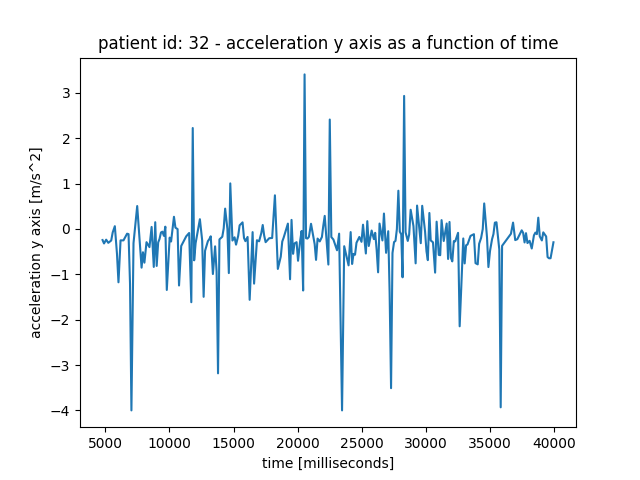 patient id: 32 - acceleration y axis as a function of time
acceleration y axis [m/s^2]
3
2
1
0
−1
−2
−3
−4
5000 10000 15000 20000 25000 30000 35000 40000
time [milliseconds]